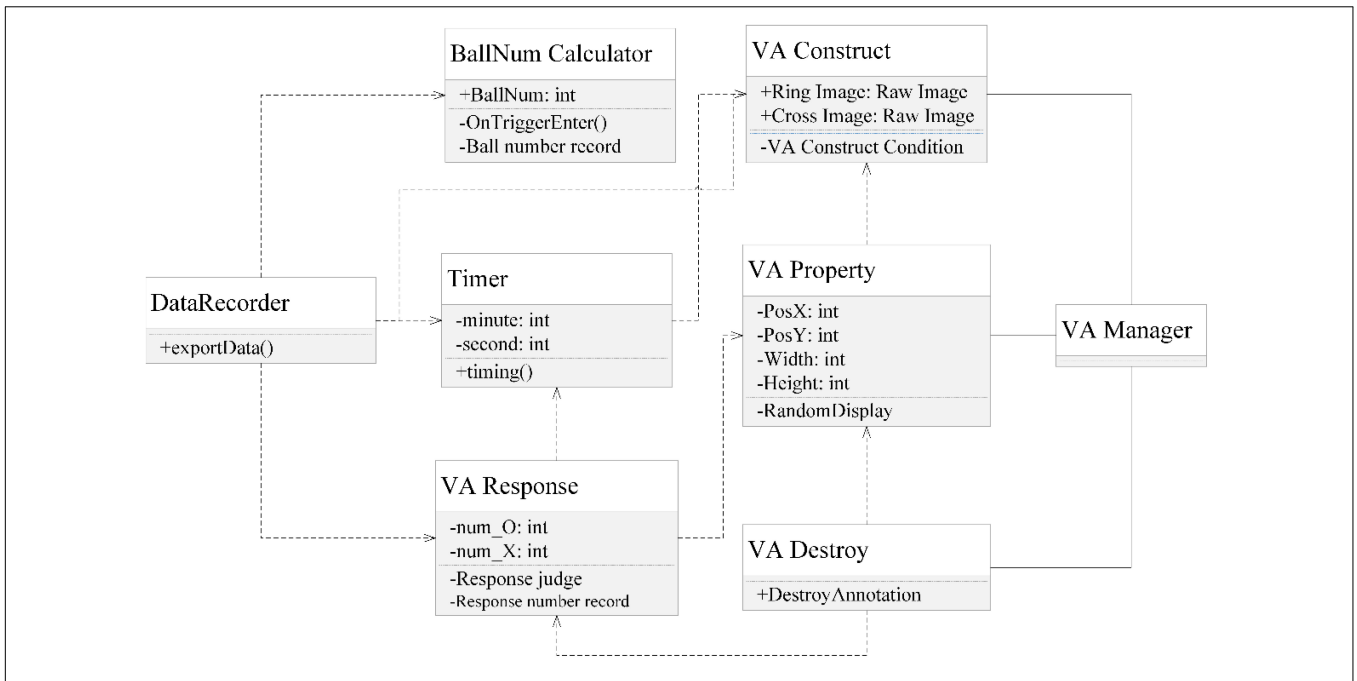 BallNum Calculator
+BallNum: int
-OnTriggerEnter()
-Ball number record
VA Construct
+Ring Image: Raw Image
+Cross Image: Raw Image
-VA Construct Condition
DataRecorder
+exportData()
Timer
-minute: int
-second: int
+timing()
VA Property
-PosX: int
-PosY: int
-Width: int
-Height: int
-RandomDisplay
VA Manager
VA Response
-num_O: int
-num_X: int
-Response judge
-Response number record
VA Destroy
+DestroyAnnotation